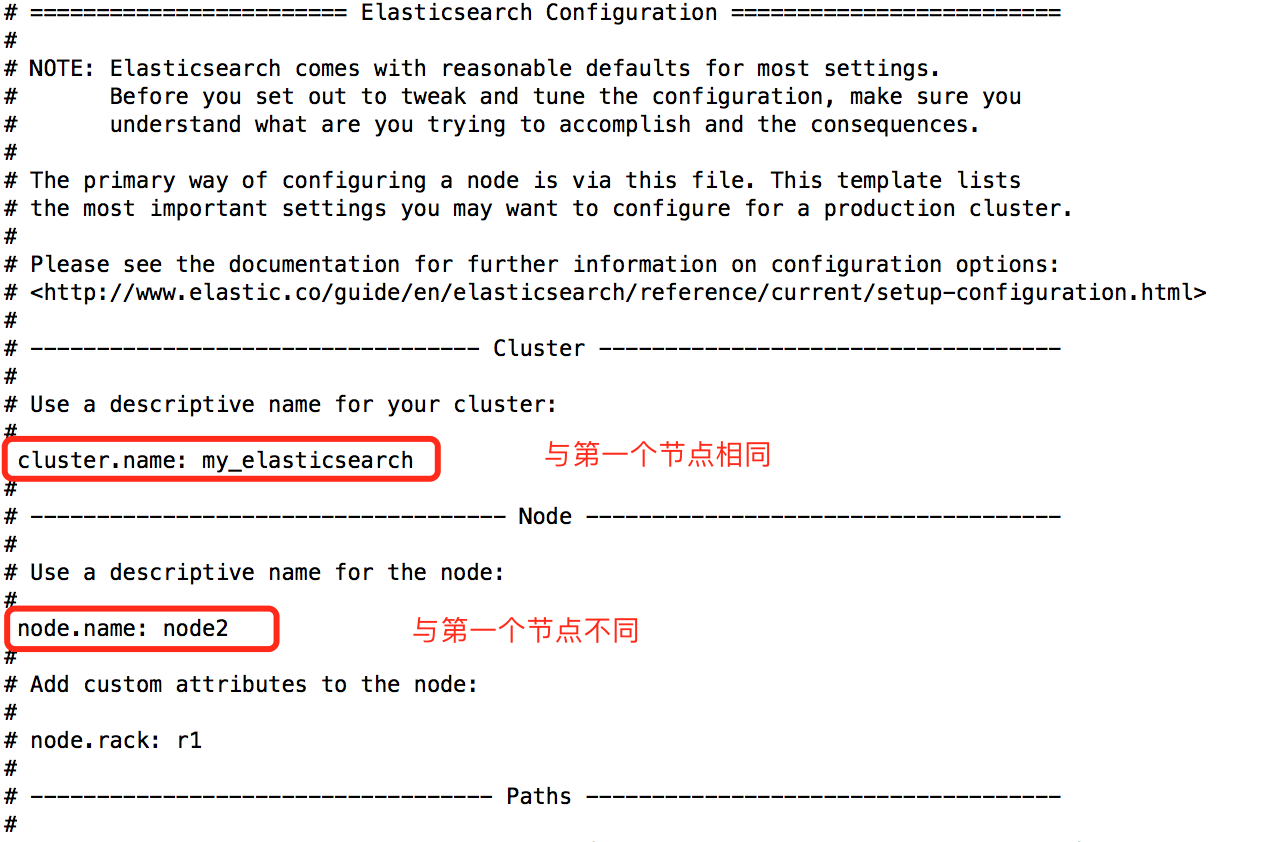 # ======================== Elasticsearch Configuration =========================
#
# NOTE: Elasticsearch comes with reasonable defaults for most settings.
#       Before you set out to tweak and tune the configuration, make sure you
#       understand what are you trying to accomplish and the consequences.
#
# The primary way of configuring a node is via this file. This template lists
# the most important settings you may want to configure for a production cluster.
#
# Please see the documentation for further information on configuration options:
# <http://www.elastic.co/guide/en/elasticsearch/reference/current/setup-configuration.html>
#
# ---------------------------------- Cluster -----------------------------------
#
# Use a descriptive name for your cluster:
#
cluster.name: my_elasticsearch 与第一个节点相同
#
# ------------------------------------ Node ------------------------------------
#
# Use a descriptive name for the node:
#
node.name: node2 与第一个节点不同
#
# Add custom attributes to the node:
#
# node.rack: r1
#
# ----------------------------------- Paths ------------------------------------
#